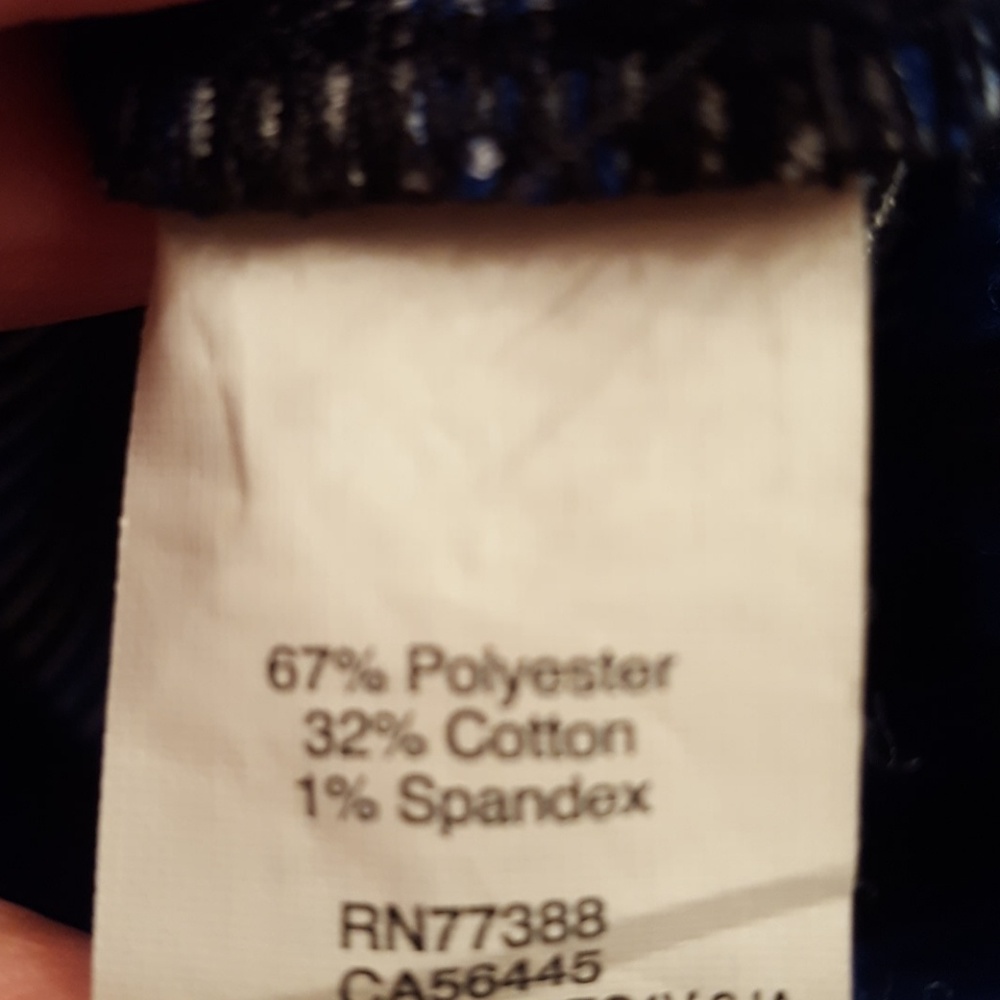 67% Polyester
32% Cotton
1% Spandex
RN77388
CA56445